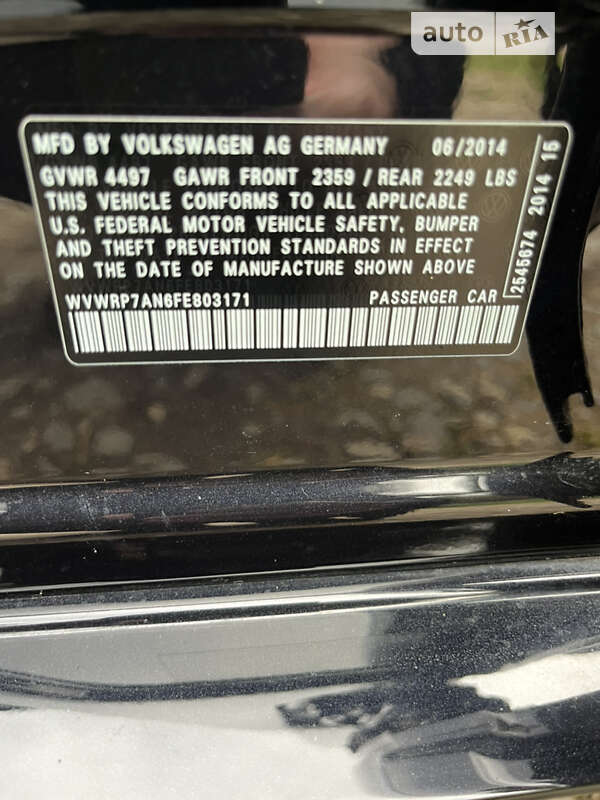 auto RIA
MFD BY VOLKSWAGEN AG GERMANY 06/2014
GVWR 4497 GAWR FRONT 2359 / REAR 2249 LBS
THIS VEHICLE CONFORMS TO ALL APPLICABLE
U.S. FEDERAL MOTOR VEHICLE SAFETY, BUMPER
AND THEFT PREVENTION STANDARDS IN EFFECT
ON THE DATE OF MANUFACTURE SHOWN ABOVE
WVWRP7AN6FE803171 PASSENGER CAR
2545674 2014 15